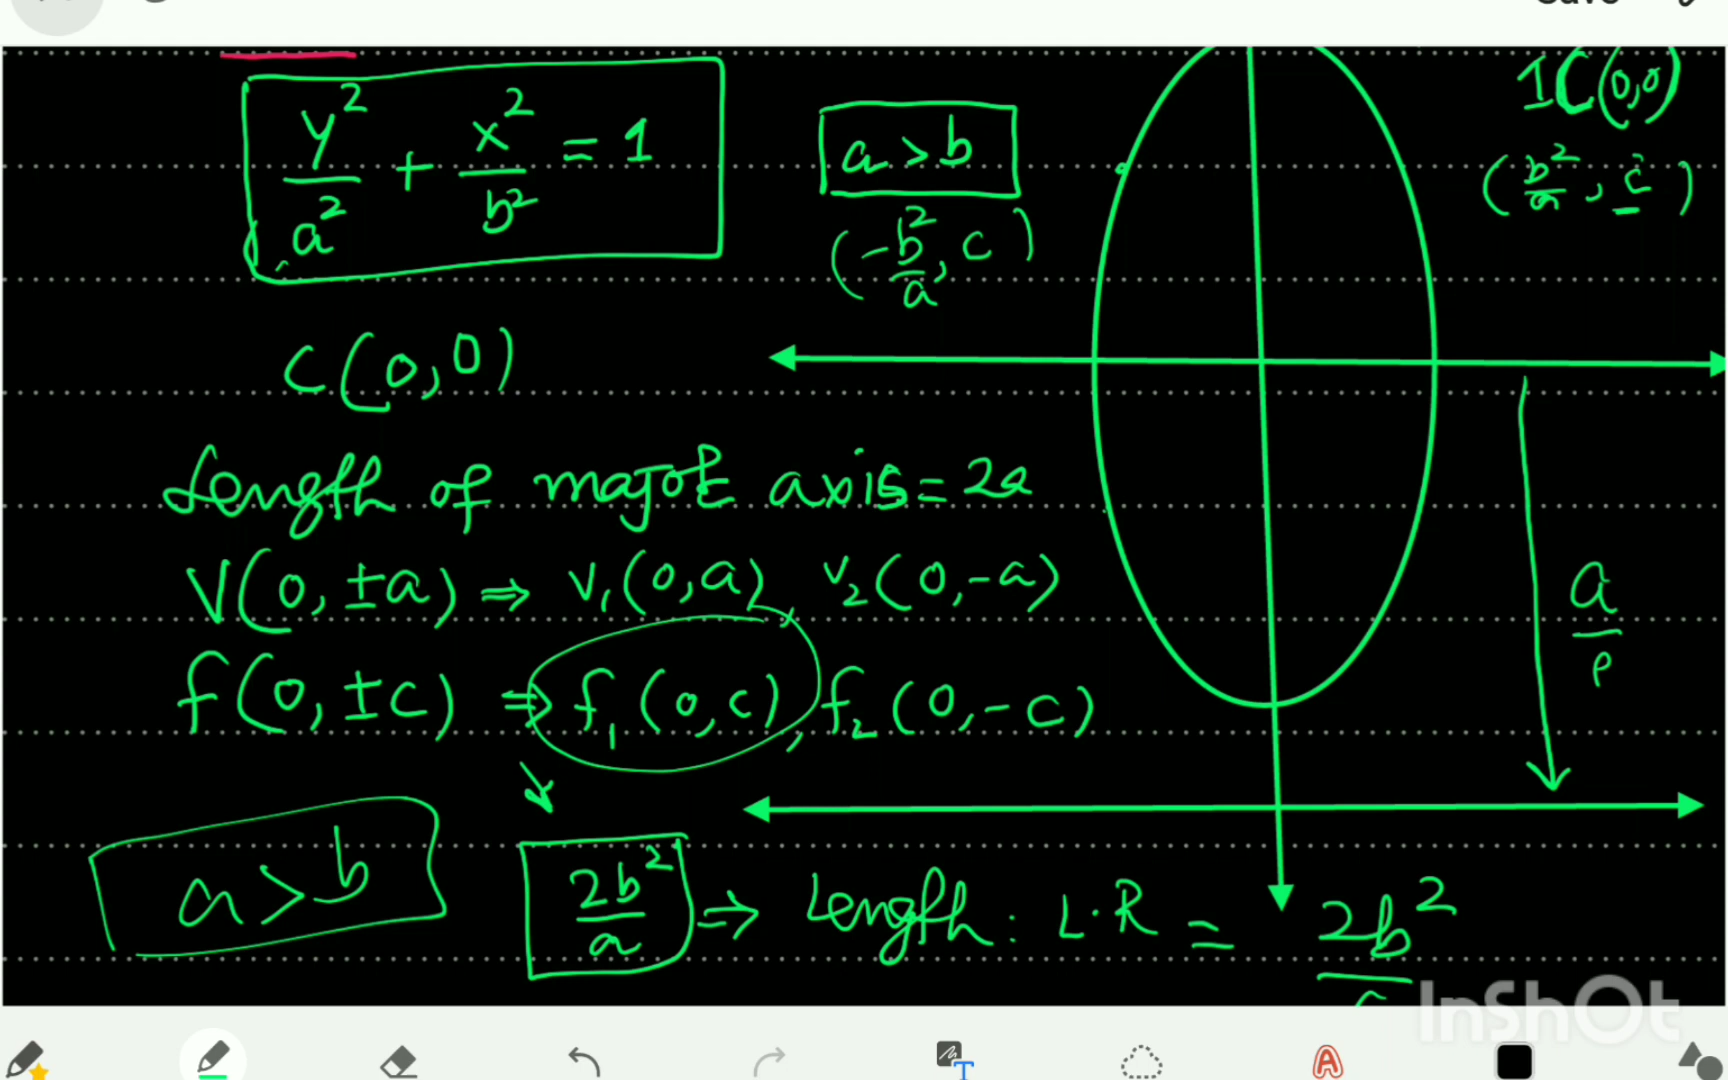 Save
y²/a² + x²/b² = 1
a > b
(-b²/a, c)
C(0,0)
(b²/a, c)
C(0,0)
Length of major axis = 2a
V(0, ±a) ⇒ V₁(0,a), V₂(0,-a)
f(0, ±c) ⇒ f₁(0,c), f₂(0,-c)
a/e
a > b
2b²/a ⇒ Length: L.R = 2b²
InShOt